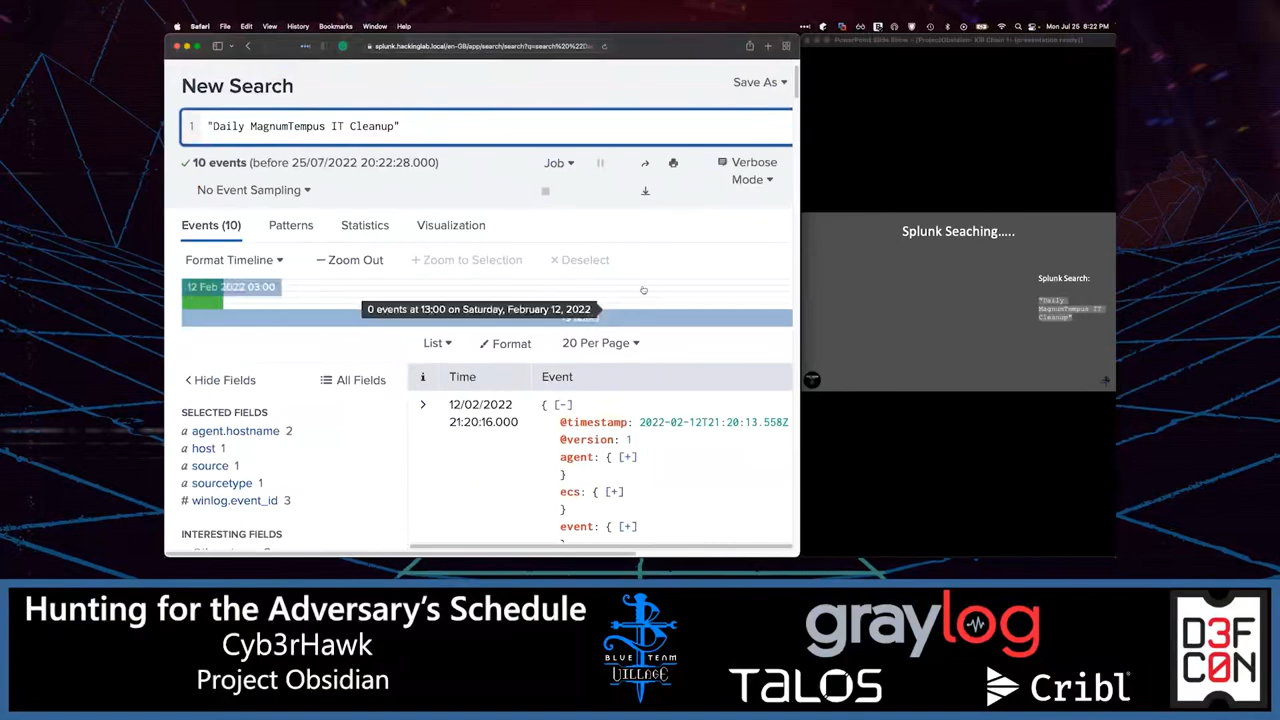 Safari File Edit View History Bookmarks Window Help
Mon Jul 25 8:22 PM
splunk.hackinglab.local/en-GB/app/search/search?q=search%20%22D...
New Search
Save As
1 "Daily MagnumTempus IT Cleanup"
10 events (before 25/07/2022 20:22:28.000)
Job
Verbose
Mode
No Event Sampling
Events (10) Patterns Statistics Visualization
Format Timeline — Zoom Out + Zoom to Selection × Deselect
12 Feb 2022 03:00
0 events at 13:00 on Saturday, February 12, 2022
List Format 20 Per Page
Hide Fields All Fields
i Time Event
SELECTED FIELDS
a agent.hostname 2
a host 1
a source 1
a sourcetype 1
# winlog.event_id 3
INTERESTING FIELDS
12/02/2022
21:20:16.000
{ [-]
@timestamp: 2022-02-12T21:20:13.558Z
@version: 1
agent: { [+]
}
ecs: { [+]
}
event: { [+]
Splunk Seaching.....
Splunk Search:
"Daily
MagnumTempus IT
Cleanup"
Hunting for the Adversary's Schedule
Cyb3rHawk
Project Obsidian
BLUE TEAM
VILLAGE
graylog
TALOS
Cribl
D3F
C0N